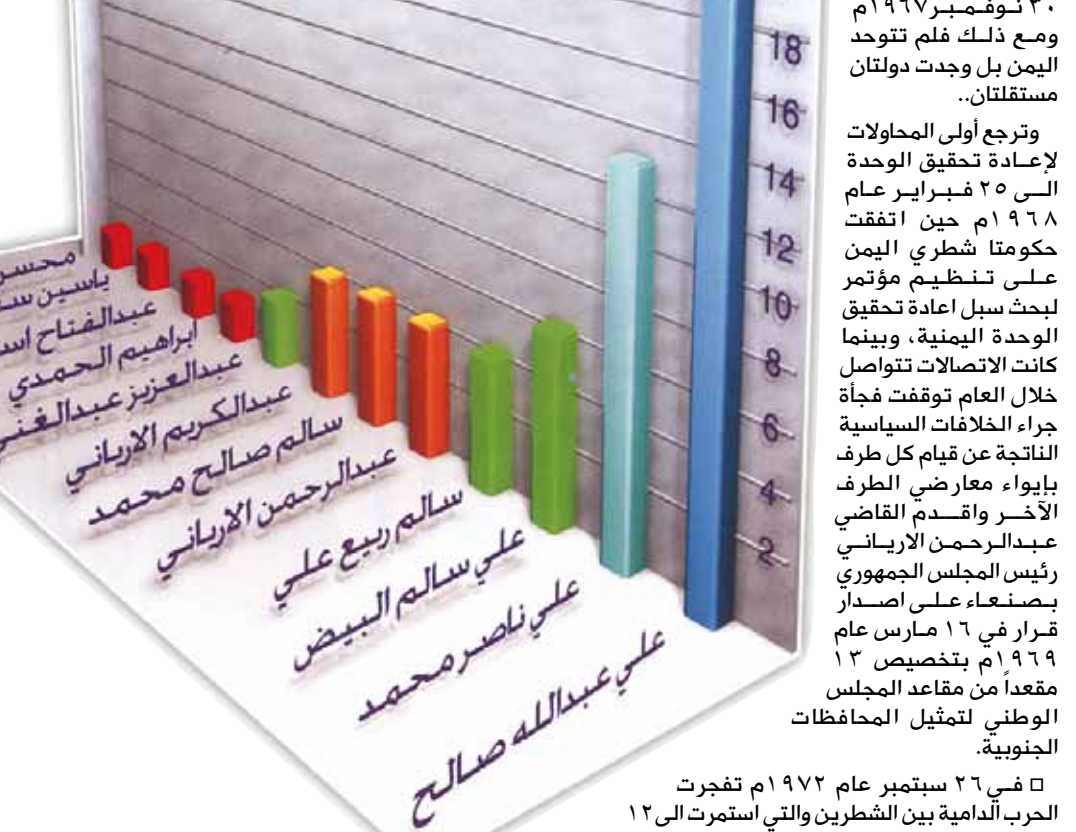 ٣٠ نوفمبر ١٩٦٧م
ومع ذلك فلم تتوحد
اليمن بل وجدت دولتان
مستقلتان..
وترجع أولى المحاولات
لإعادة تحقيق الوحدة
الى ٢٥ فبراير عام
١٩٦٨م حين اتفقت
حكومتا شطري اليمن
على تنظيم مؤتمر
لبحث سبل اعادة تحقيق
الوحدة اليمنية، وبينما
كانت الاتصالات تتواصل
خلال العام توقفت فجأة
جراء الخلافات السياسية
الناتجة عن قيام كل طرف
بإيواء معارضي الطرف
الآخر واقدم القاضي
عبدالرحمن الارياني
رئيس المجلس الجمهوري
بصنعاء على اصدار
قرار في ١٦ مارس عام
١٩٦٩م بتخصيص ١٣
مقعداً من مقاعد المجلس
الوطني لتمثيل المحافظات
الجنوبية.
□ في ٢٦ سبتمبر عام ١٩٧٢م تفجرت
الحرب الدامية بين الشطرين والتي استمرت الى ١٢
18
16
14
12
10
8
6
4
2
محسن
ياسين
عبدالفتاح
ابراهيم الحمدي
عبدالعزيز عبدالغني
عبدالكريم الارياني
سالم صالح محمد
عبدالرحمن الارياني
سالم ربيع علي
علي سالم البيض
علي ناصر محمد
علي عبدالله صالح